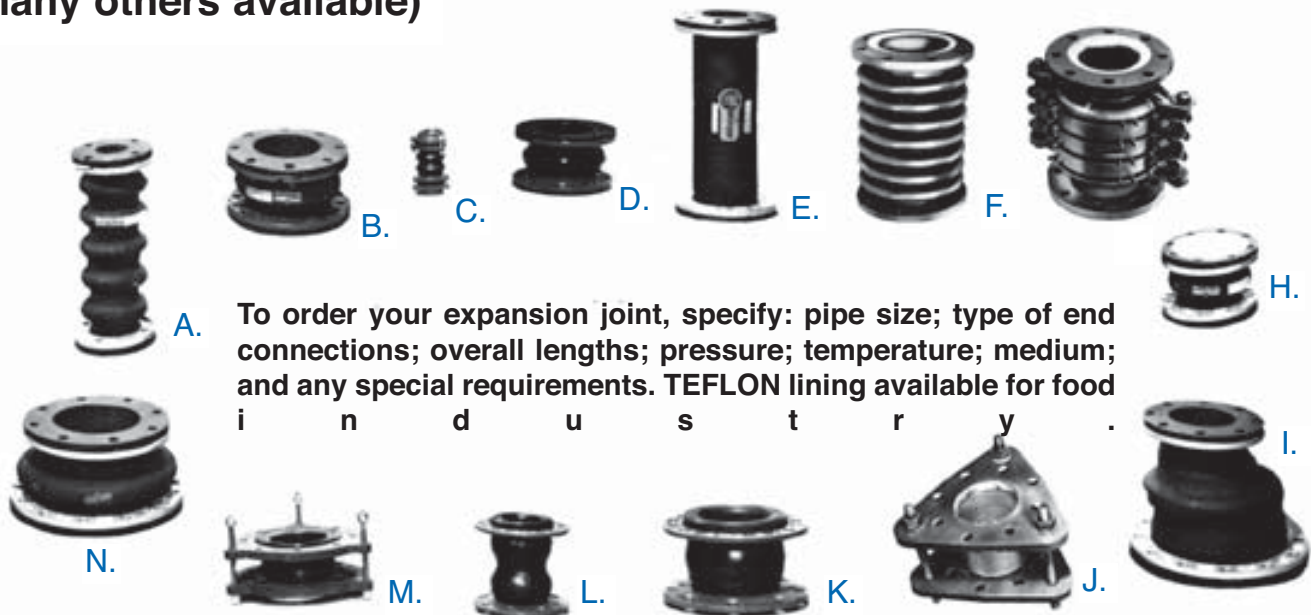 many others available)
A.
B.
C.
D.
E.
F.
H.
To order your expansion joint, specify: pipe size; type of end
connections; overall lengths; pressure; temperature; medium;
and any special requirements. TEFLON lining available for food
i n d u s t r y .
I.
N.
M.
L.
K.
J.